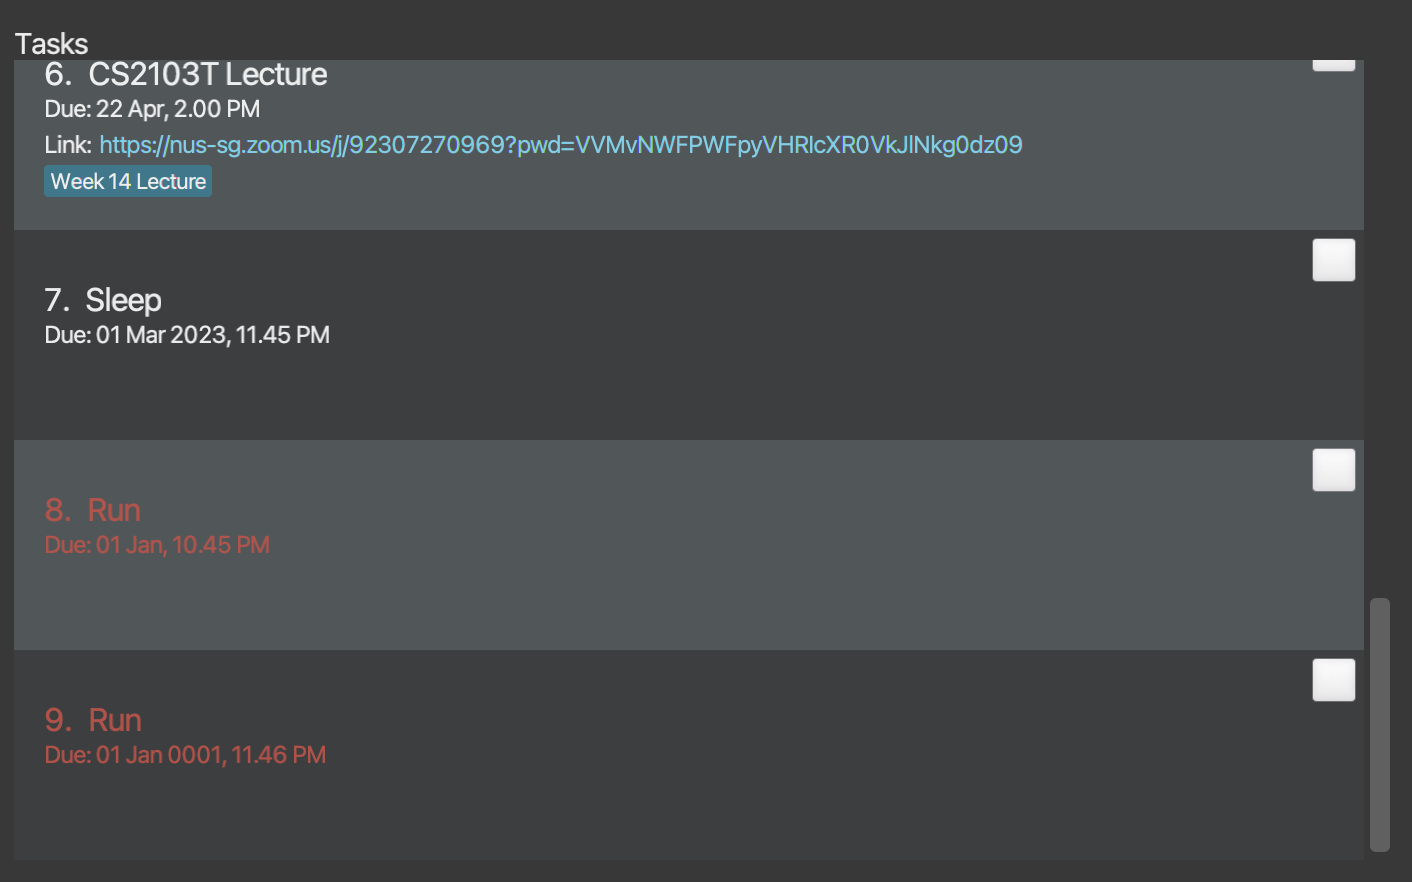 Tasks
6. CS2103T Lecture
Due: 22 Apr, 2.00 PM
Link: https://nus-sg.zoom.us/j/92307270969?pwd=VVMvNWFPWFpyVHRIcXR0VkJlNkg0dz09
Week 14 Lecture
7. Sleep
Due: 01 Mar 2023, 11.45 PM
8. Run
Due: 01 Jan, 10.45 PM
9. Run
Due: 01 Jan 0001, 11.46 PM